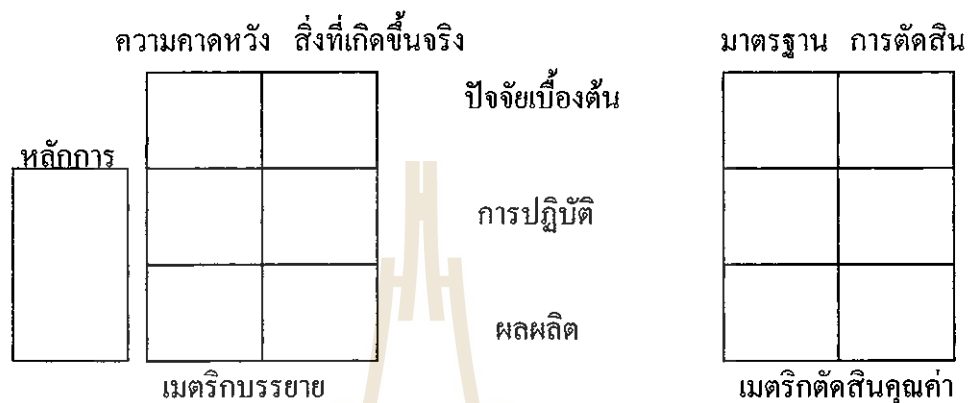 ความคาดหวัง สิ่งที่เกิดขึ้นจริง มาตรฐาน การตัดสิน
ปัจจัยเบื้องต้น
หลักการ
การปฏิบัติ
ผลผลิต
เมตริกบรรยาย เมตริกตัดสินคุณค่า